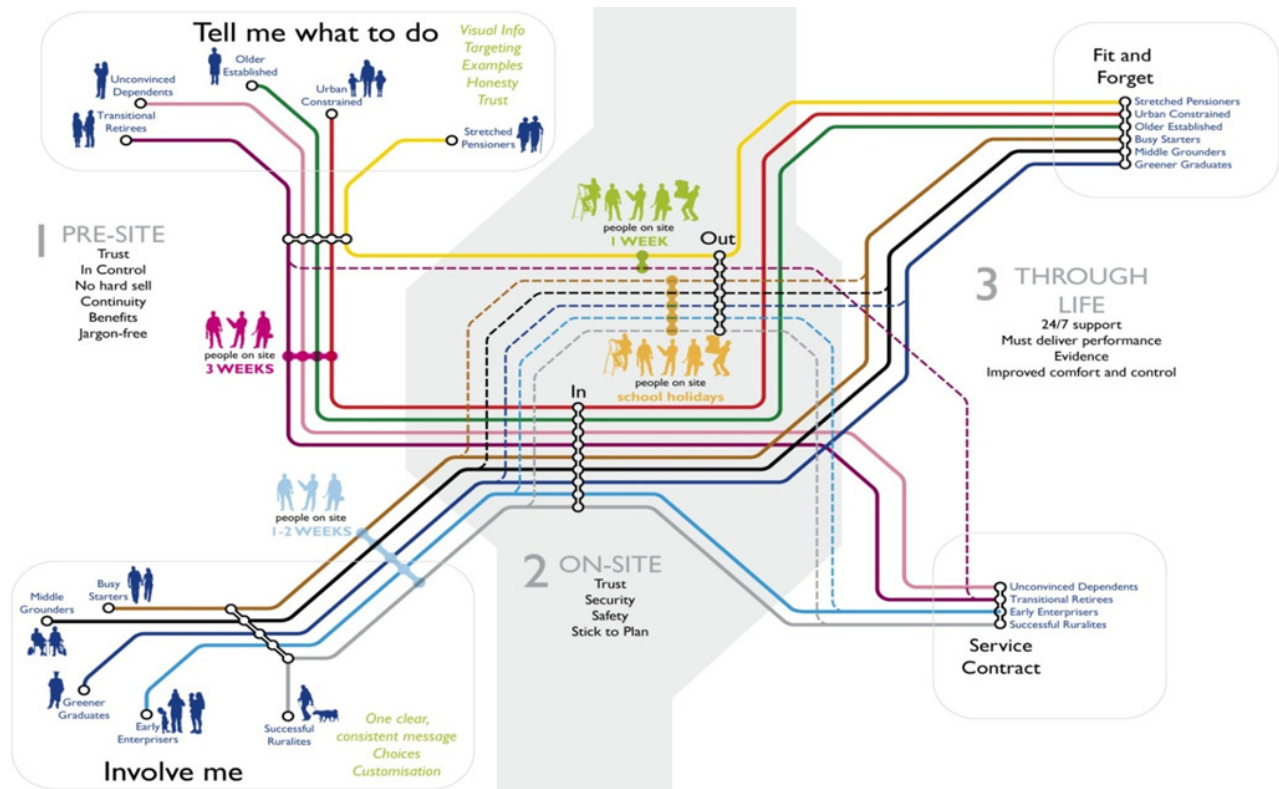 Tell me what to do
Visual Info
Targeting
Examples
Honesty
Trust
Older
Established
Unconvinced
Dependents
Urban
Constrained
Transitional
Retirees
Stretched
Pensioners
1 PRE-SITE
Trust
In Control
No hard sell
Continuity
Benefits
Jargon-free
people on site
3 WEEKS
people on site
1 WEEK
Out
people on site
school holidays
In
people on site
1-2 WEEKS
2 ON-SITE
Trust
Security
Safety
Stick to Plan
Fit and
Forget
Stretched Pensioners
Urban Constrained
Older Established
Busy Starters
Middle Grounders
Greener Graduates
3 THROUGH
LIFE
24/7 support
Must deliver performance
Evidence
Improved comfort and control
Unconvinced Dependents
Transitional Retirees
Early Enterprisers
Successful Ruralites
Service
Contract
Busy
Starters
Middle
Grounders
Greener
Graduates
Early
Enterprisers
Successful
Ruralites
One clear,
consistent message
Choices
Customisation
Involve me